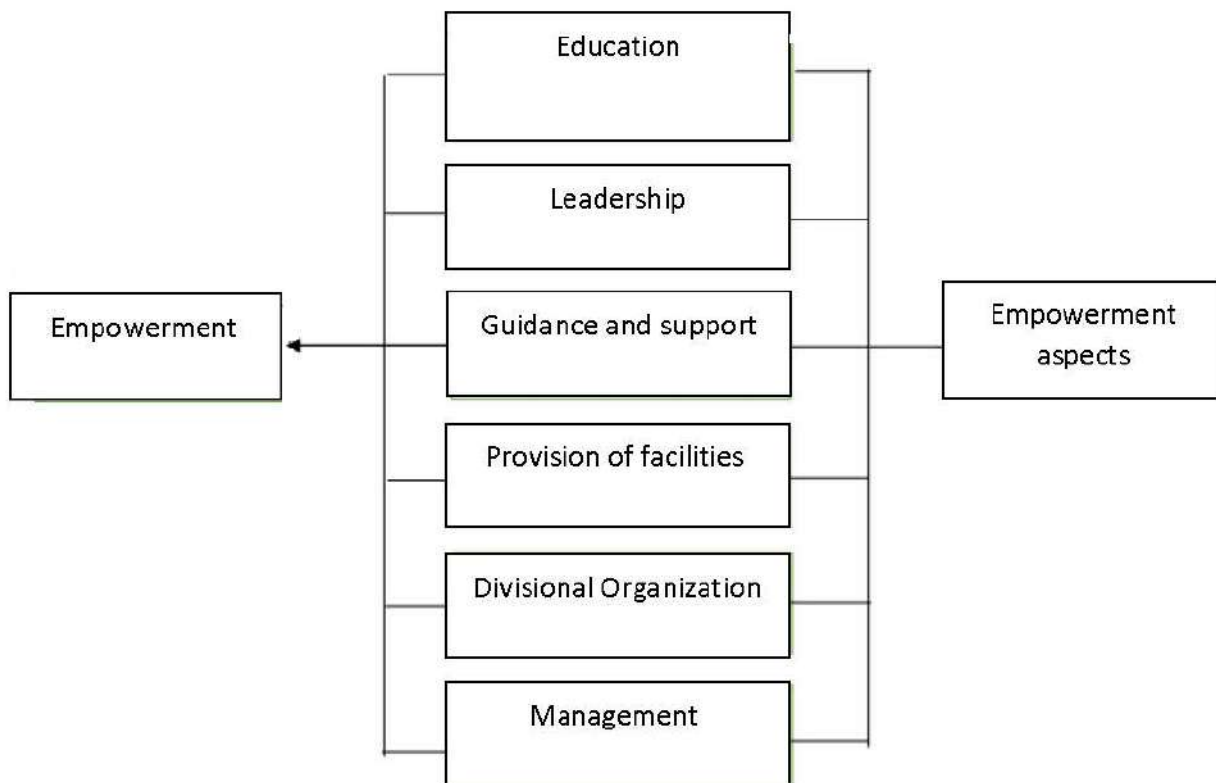 Education
Leadership
Empowerment
Guidance and support
Empowerment
aspects
Provision of facilities
Divisional Organization
Management